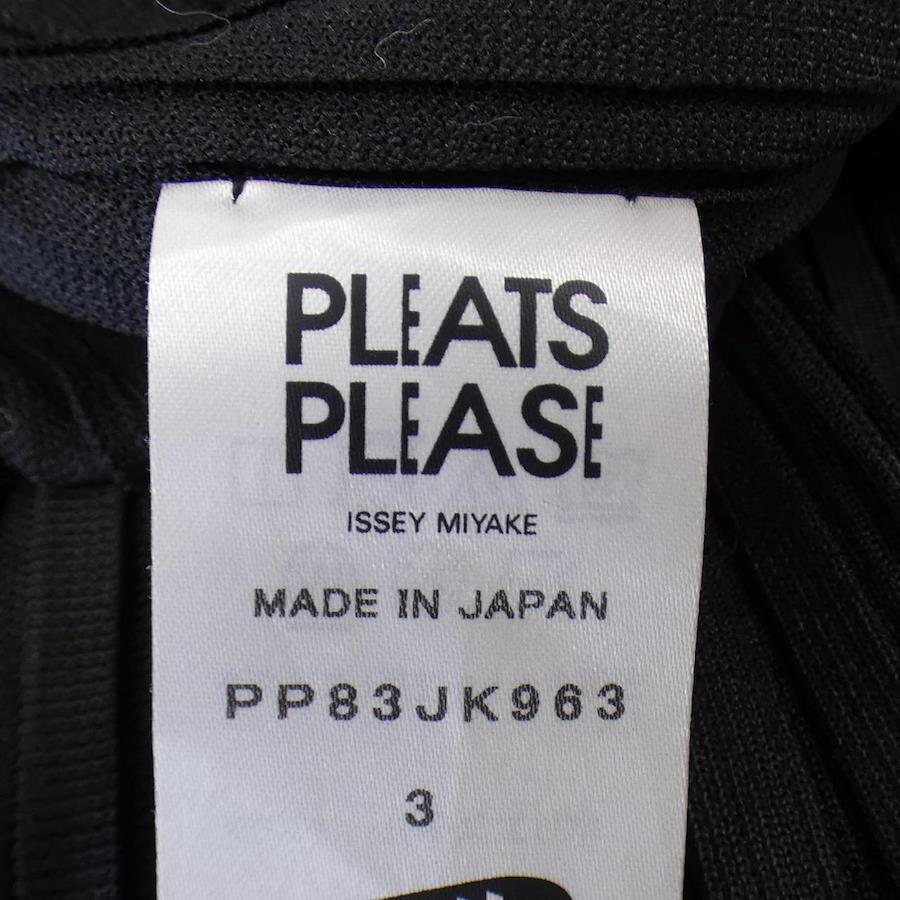 PLEATS
PLEASE
ISSEY MIYAKE
MADE IN JAPAN
PP83JK963
3